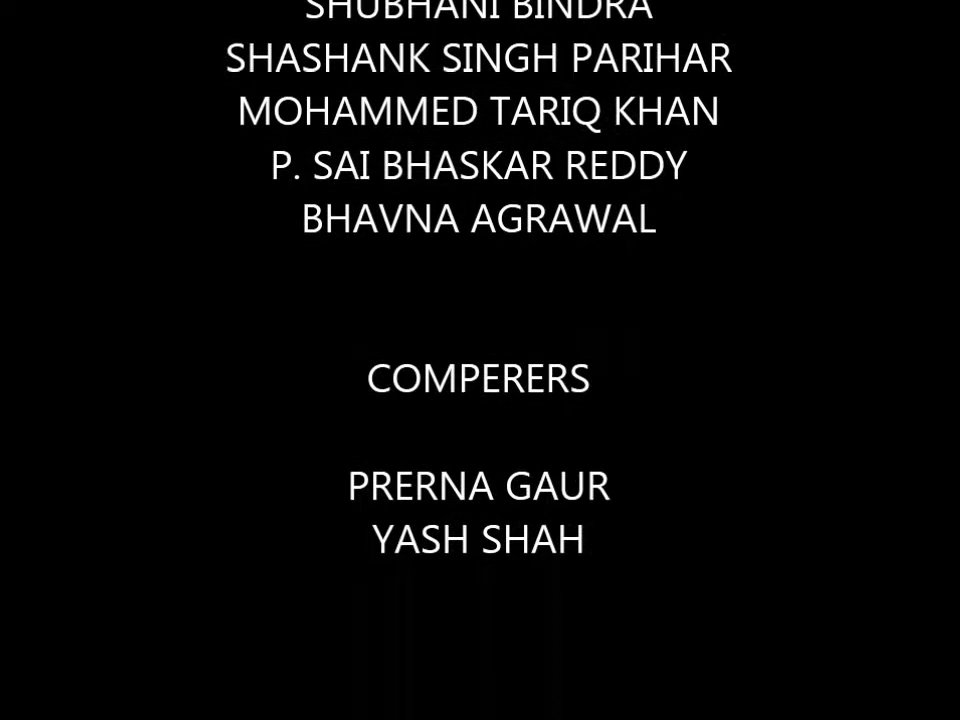 SHUBHANI BINDRA
SHASHANK SINGH PARIHAR
MOHAMMED TARIQ KHAN
P. SAI BHASKAR REDDY
BHAVNA AGRAWAL
COMPERERS
PRERNA GAUR
YASH SHAH